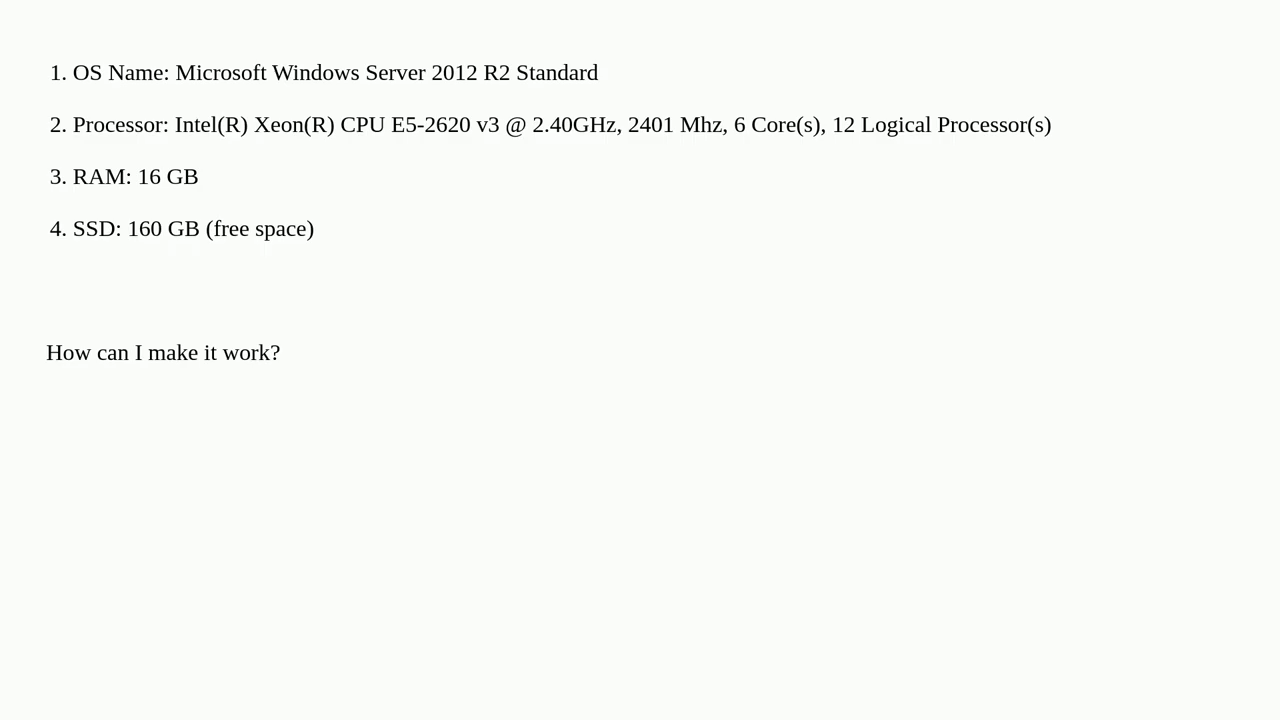 1. OS Name: Microsoft Windows Server 2012 R2 Standard
2. Processor: Intel(R) Xeon(R) CPU E5-2620 v3 @ 2.40GHz, 2401 Mhz, 6 Core(s), 12 Logical Processor(s)
3. RAM: 16 GB
4. SSD: 160 GB (free space)
How can I make it work?